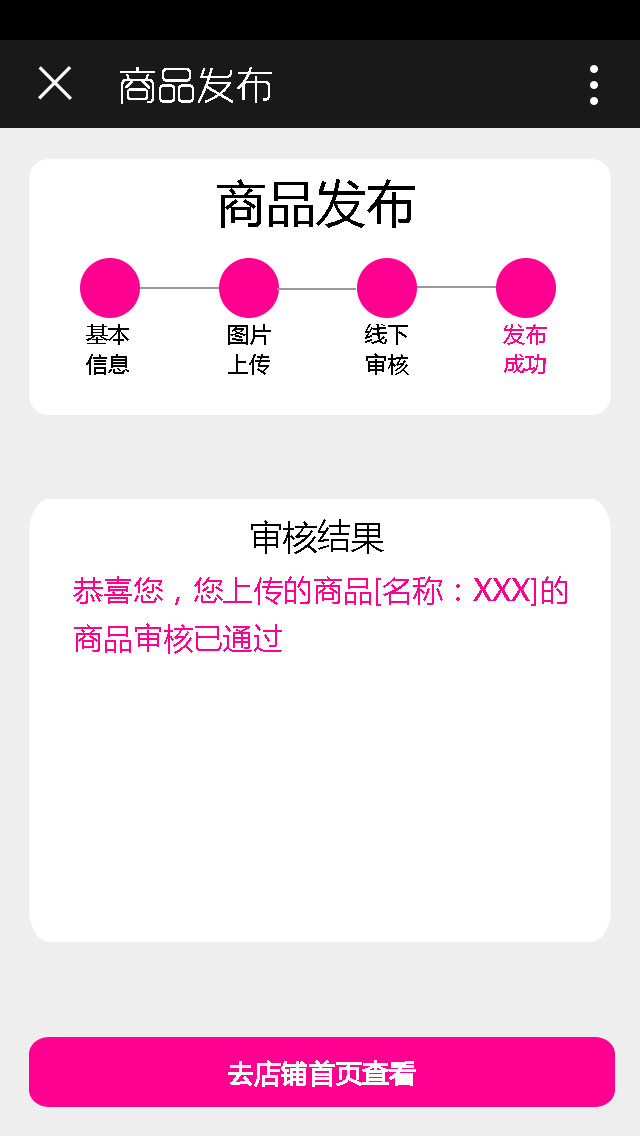 商品发布
商品发布
基本 图片 线下 发布
信息 上传 审核 成功
审核结果
恭喜您，您上传的商品[名称：XXX]的
商品审核已通过
去店铺首页查看